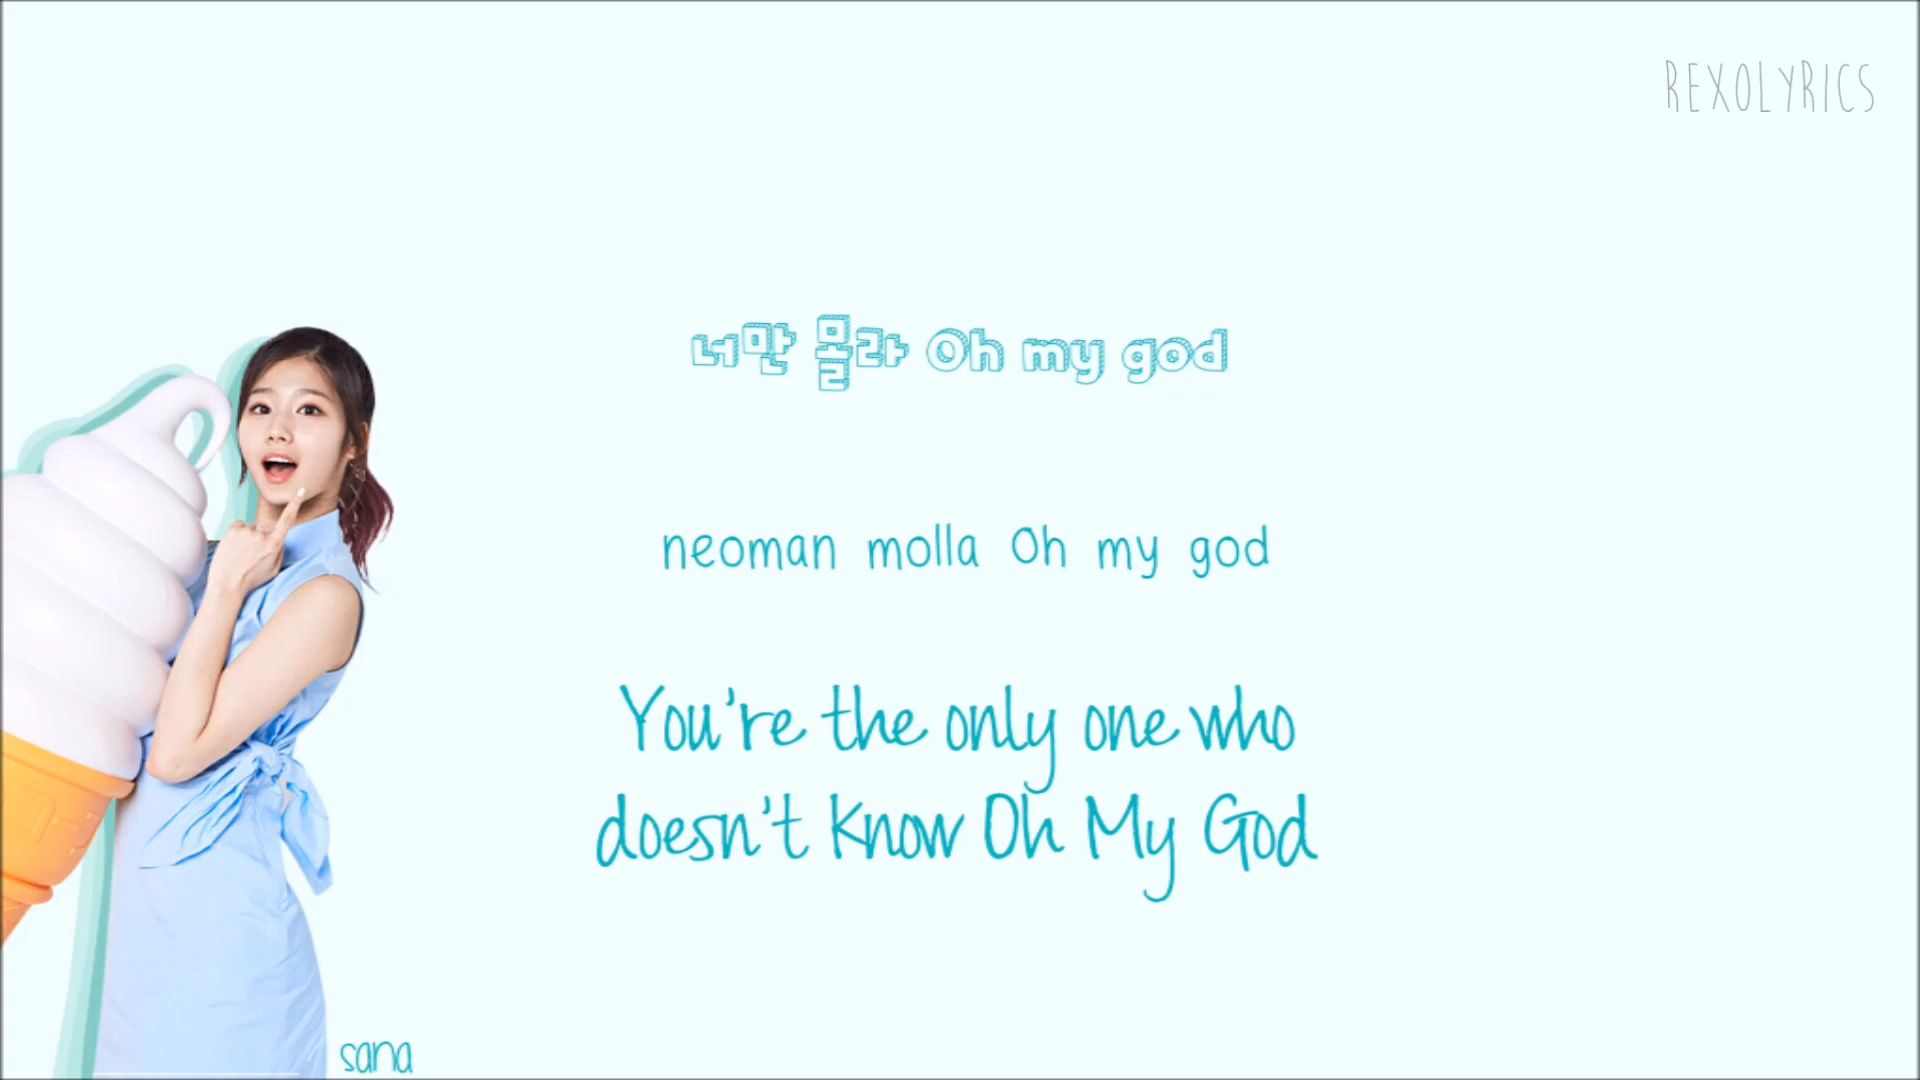 REXOLYRICS
너만 몰라 Oh my god
neoman molla Oh my god
You're the only one who
doesn't know Oh My God
sana